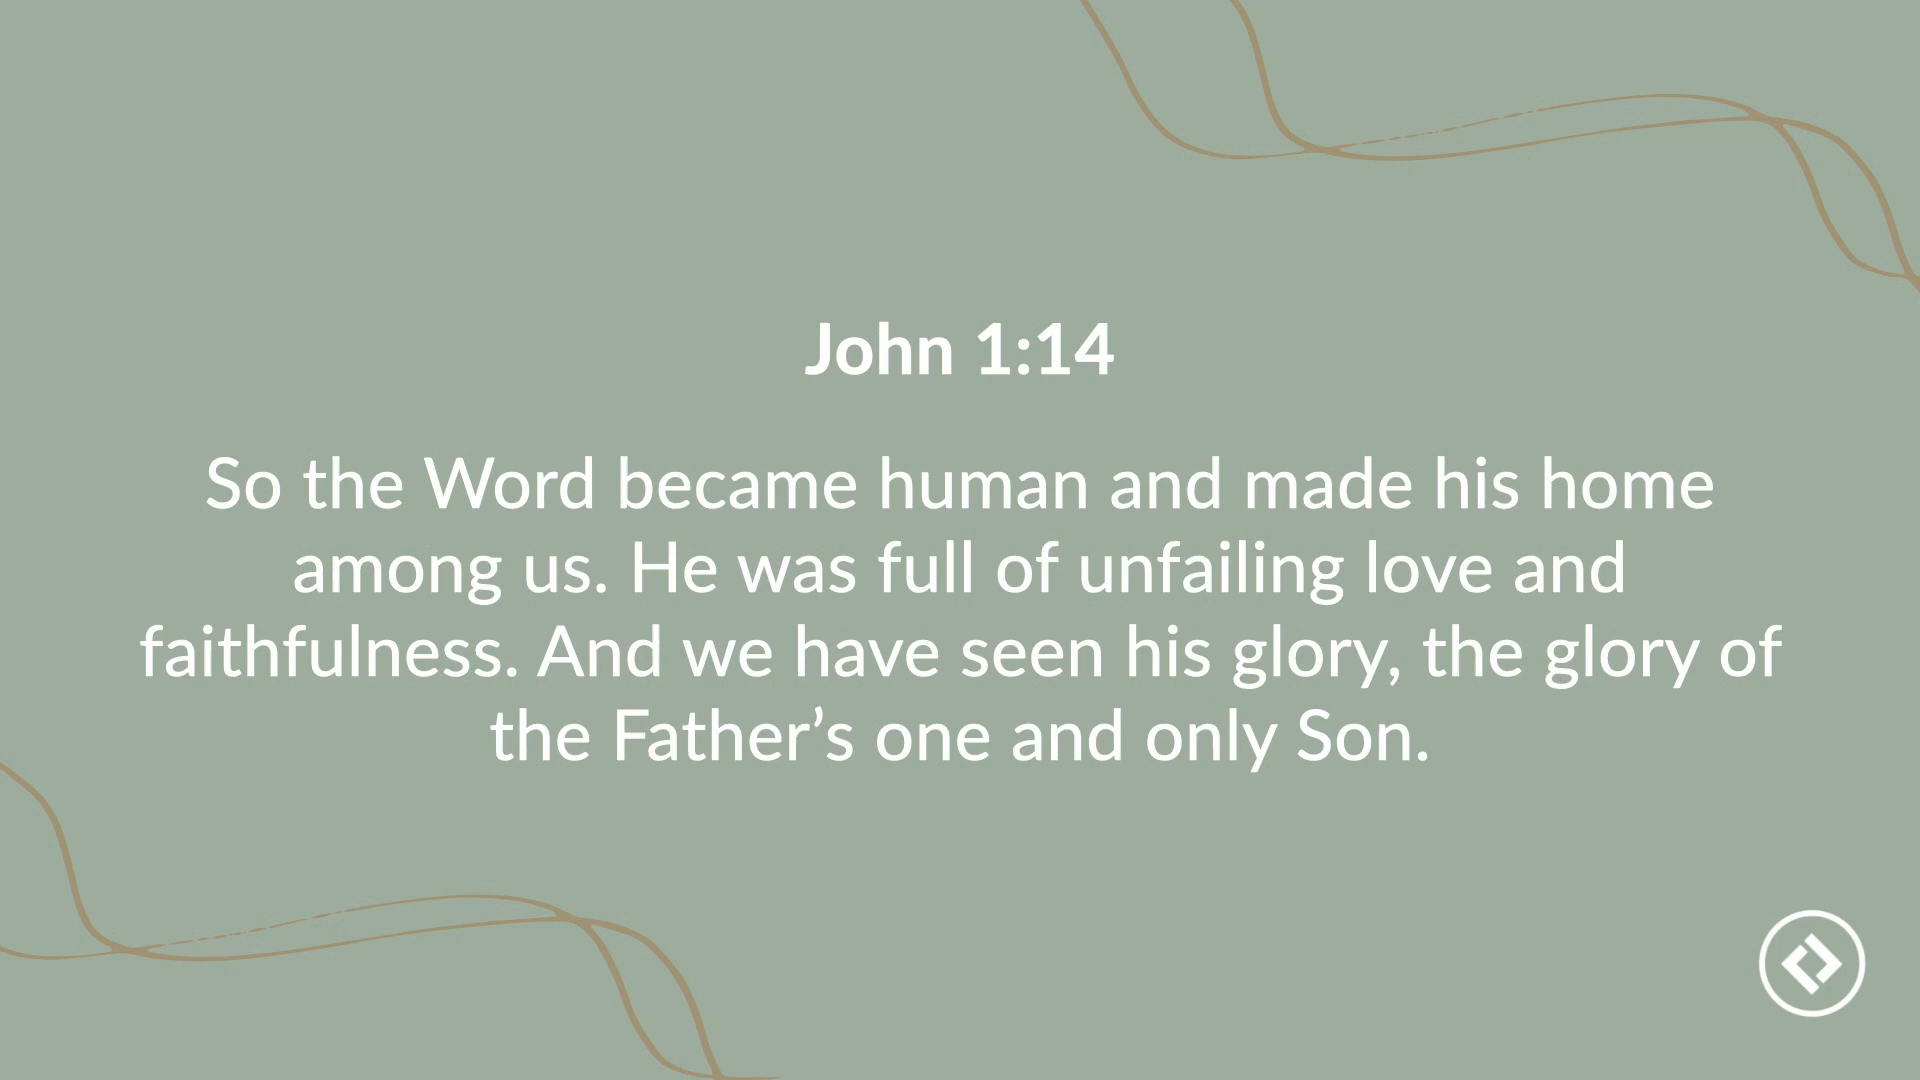 John 1:14
So the Word became human and made his home
among us. He was full of unfailing love and
faithfulness. And we have seen his glory, the glory of
the Father’s one and only Son.